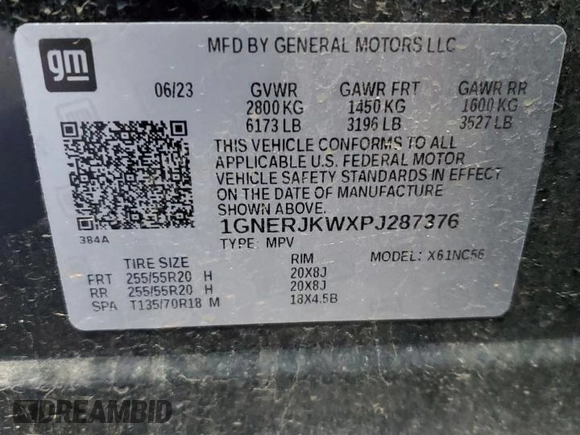 gm
MFD BY GENERAL MOTORS LLC
06/23 GVWR GAWR FRT GAWR RR
2800 KG 1450 KG 1600 KG
6173 LB 3196 LB 3527 LB
THIS VEHICLE CONFORMS TO ALL
APPLICABLE U.S. FEDERAL MOTOR
VEHICLE SAFETY STANDARDS IN EFFECT
ON THE DATE OF MANUFACTURE
SHOWN ABOVE.
384A
1GNERJKWXPJ287376
TYPE: MPV MODEL: X61NC56
TIRE SIZE RIM
FRT 255/55R20 H 20X8J
RR 255/55R20 H 20X8J
SPA T135/70R18 M 18X4.5B
DREAMBID